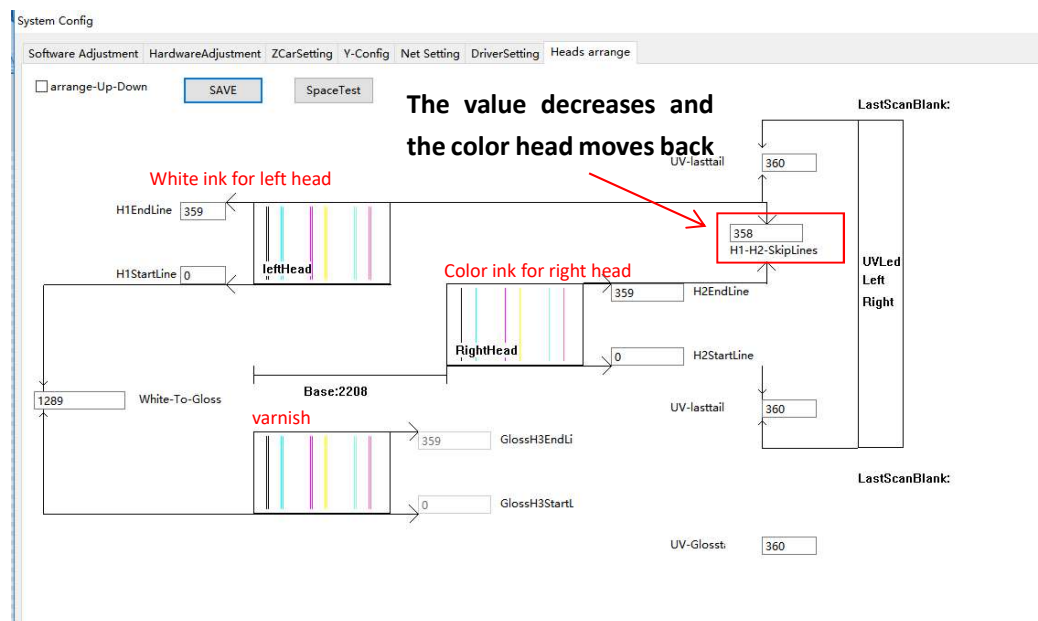 System Config
Software Adjustment HardwareAdjustment ZCarSetting Y-Config Net Setting DriverSetting Heads arrange
arrange-Up-Down SAVE SpaceTest
The value decreases and
the color head moves back
LastScanBlank:
UV-lasttail 360
White ink for left head
H1EndLine 359
358
H1-H2-SkipLines
leftHead
H1StartLine 0
Color ink for right head
UVLed
Left
Right
359 H2EndLine
RightHead
0 H2StartLine
Base:2208
1289 White-To-Gloss
UV-lasttail 360
varnish
359 GlossH3EndLi
LastScanBlank:
0 GlossH3StartL
UV-Glosst 360